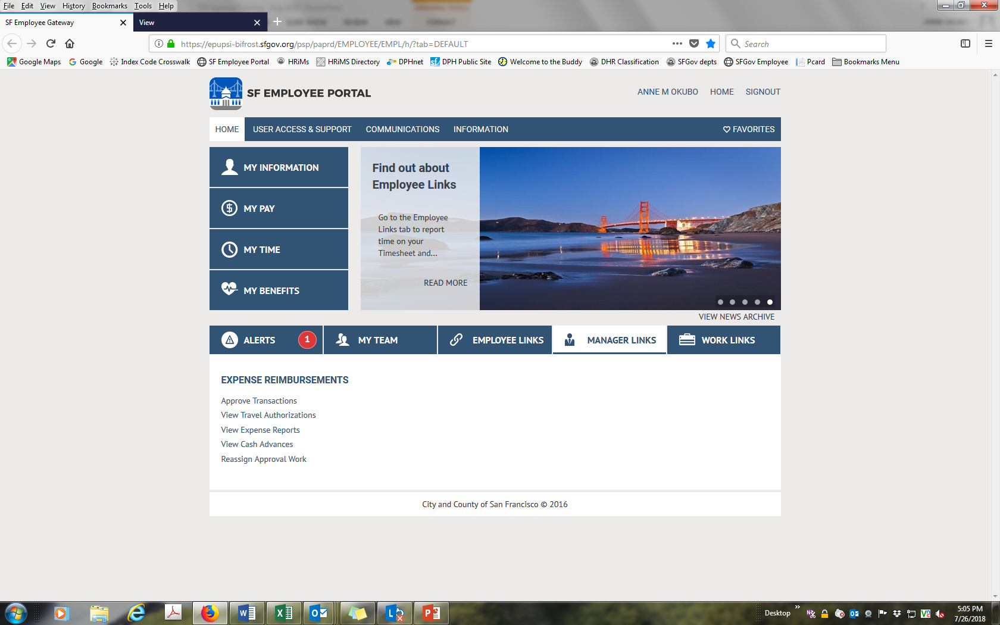 File Edit View History Bookmarks Tools Help
SF Employee Gateway
View
https://epupsi-bifrost.sfgov.org/psp/paprd/EMPLOYEE/EMPL/h/?tab=DEFAULT
Search
Google Maps Google Index Code Crosswalk SF Employee Portal HRiMs HRiMS Directory DPHnet DPH Public Site Welcome to the Buddy DHR Classification SFGov depts SFGov Employee Pcard Bookmarks Menu
SF EMPLOYEE PORTAL
ANNE M OKUBO HOME SIGNOUT
HOME USER ACCESS & SUPPORT COMMUNICATIONS INFORMATION FAVORITES
MY INFORMATION
MY PAY
MY TIME
MY BENEFITS
Find out about
Employee Links
Go to the Employee
Links tab to report
time on your
Timesheet and...
READ MORE
VIEW NEWS ARCHIVE
ALERTS 1 MY TEAM EMPLOYEE LINKS MANAGER LINKS WORK LINKS
EXPENSE REIMBURSEMENTS
Approve Transactions
View Travel Authorizations
View Expense Reports
View Cash Advances
Reassign Approval Work
City and County of San Francisco © 2016
Desktop
5:05 PM
7/26/2018